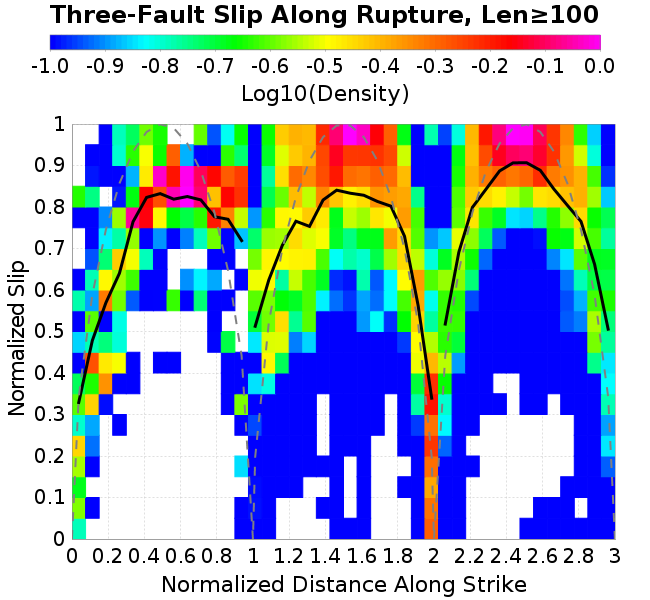 Three-Fault Slip Along Rupture, Len≥100
-1.0 -0.9 -0.8 -0.7 -0.6 -0.5 -0.4 -0.3 -0.2 -0.1 0.0
Log10(Density)
1
0.9
0.8
0.7
0.6
0.5
0.4
0.3
0.2
0.1
0
Normalized Slip
0 0.2 0.4 0.6 0.8 1 1.2 1.4 1.6 1.8 2 2.2 2.4 2.6 2.8 3
Normalized Distance Along Strike